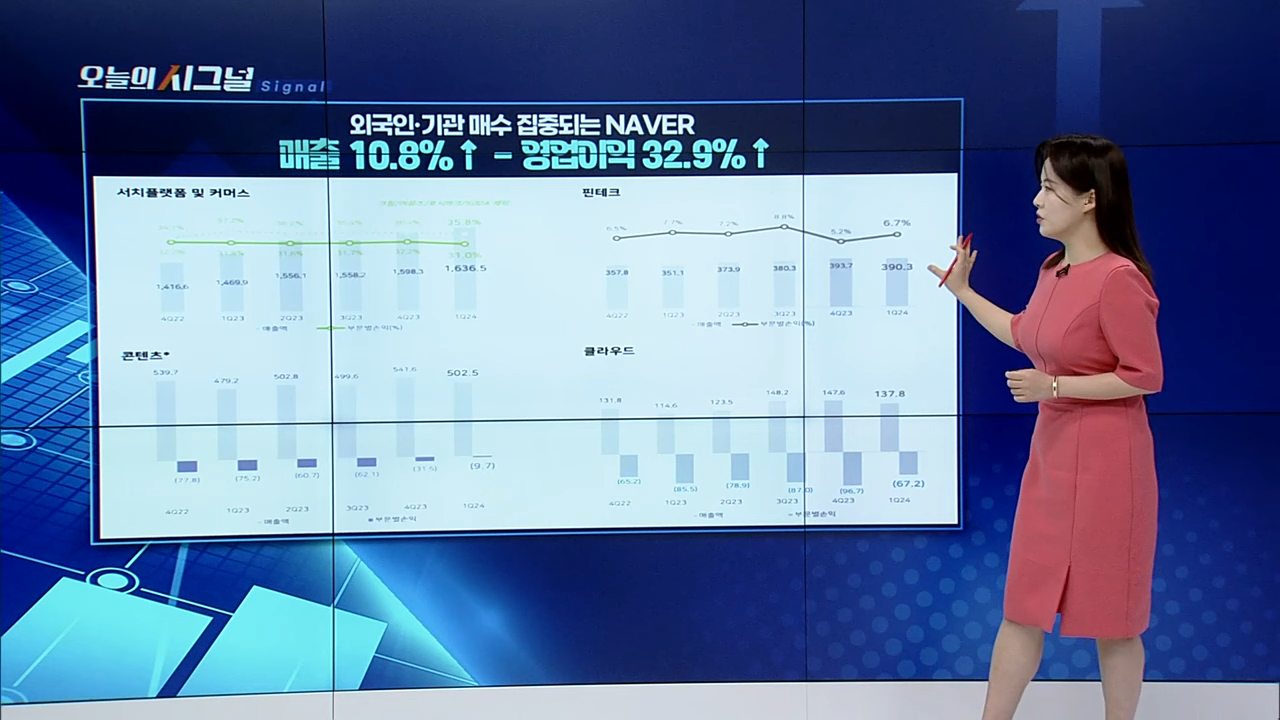 오늘의 시그널 Signal
외국인·기관 매수 집중되는 NAVER
매출 10.8%↑ - 영업이익 32.9%↑
서치플랫폼 및 커머스
35.8%
31.0%
1,416.6 1,469.9 1,556.1 1,558.2 1,598.3 1,636.5
4Q22 1Q23 2Q23 3Q23 4Q23 1Q24
매출액 부문별손익(%)
핀테크
6.5% 7.7% 7.2% 8.8% 5.2% 6.7%
357.8 351.1 373.9 380.3 393.7 390.3
4Q22 1Q23 2Q23 3Q23 4Q23 1Q24
매출액 부문별손익(%)
콘텐츠*
539.7 479.2 502.8 499.6 541.6 502.5
(77.8) (75.2) (60.7) (62.1) (31.5) (9.7)
4Q22 1Q23 2Q23 3Q23 4Q23 1Q24
매출액 부문별손익
클라우드
131.8 114.6 123.5 148.2 147.6 137.8
(65.2) (85.5) (78.9) (87.0) (96.7) (67.2)
4Q22 1Q23 2Q23 3Q23 4Q23 1Q24
매출액 부문별손익